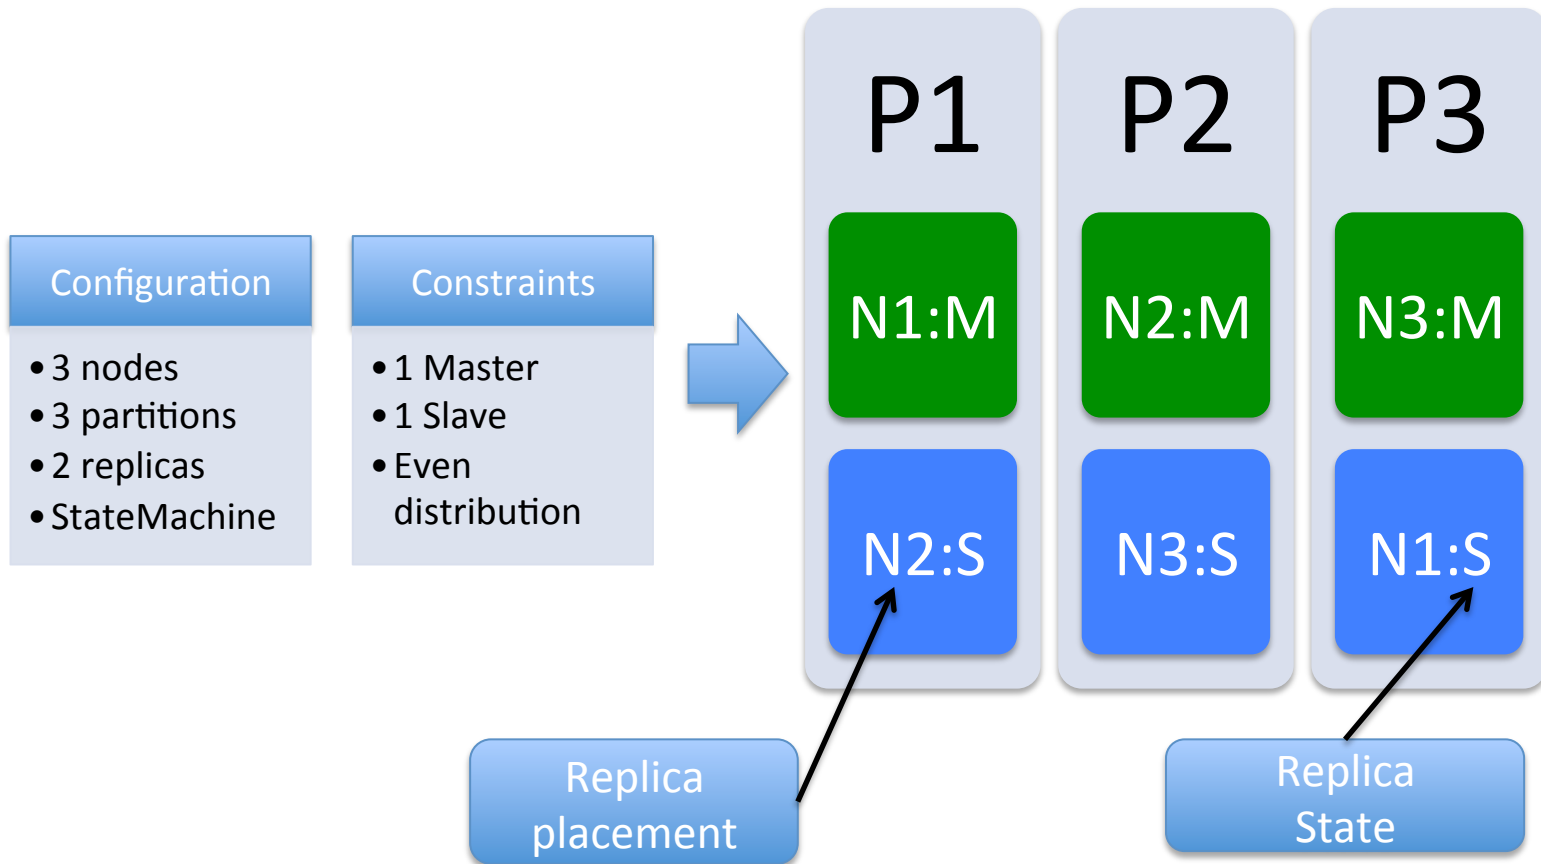 Configuration
• 3 nodes
• 3 partitions
• 2 replicas
• StateMachine
Constraints
• 1 Master
• 1 Slave
• Even
distribution
P1
N1:M
N2:S
P2
N2:M
N3:S
P3
N3:M
N1:S
Replica
placement
Replica
State